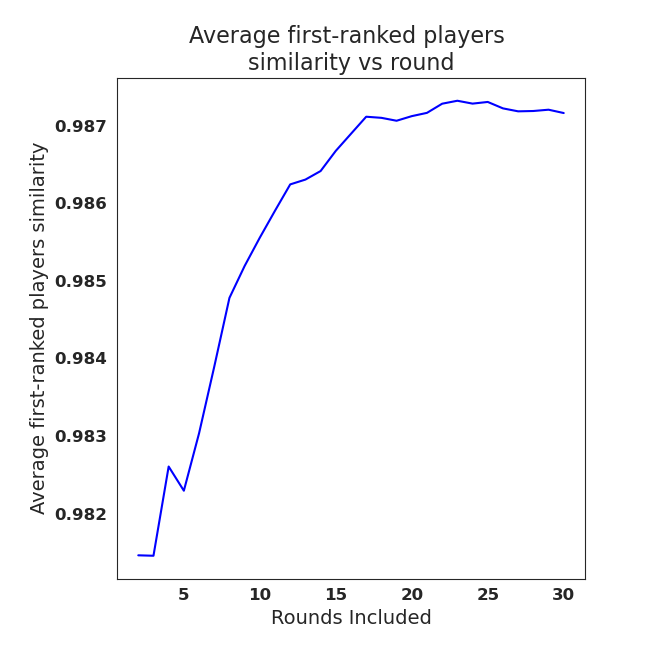 Average first-ranked players
similarity vs round
Average first-ranked players similarity
0.987
0.986
0.985
0.984
0.983
0.982
5 10 15 20 25 30
Rounds Included